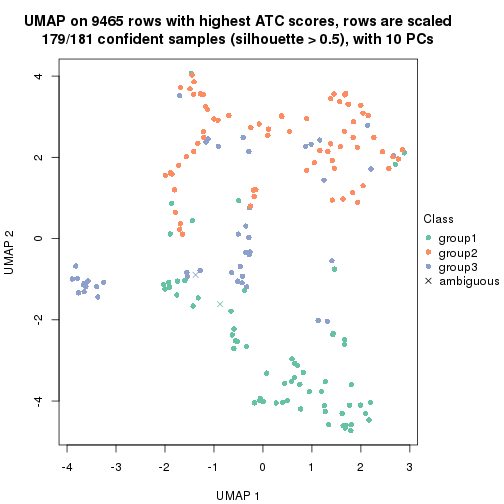 UMAP on 9465 rows with highest ATC scores, rows are scaled
179/181 confident samples (silhouette > 0.5), with 10 PCs
4
2
0
-2
-4
UMAP 2
-4 -3 -2 -1 0 1 2 3
UMAP 1
Class
group1
group2
group3
ambiguous